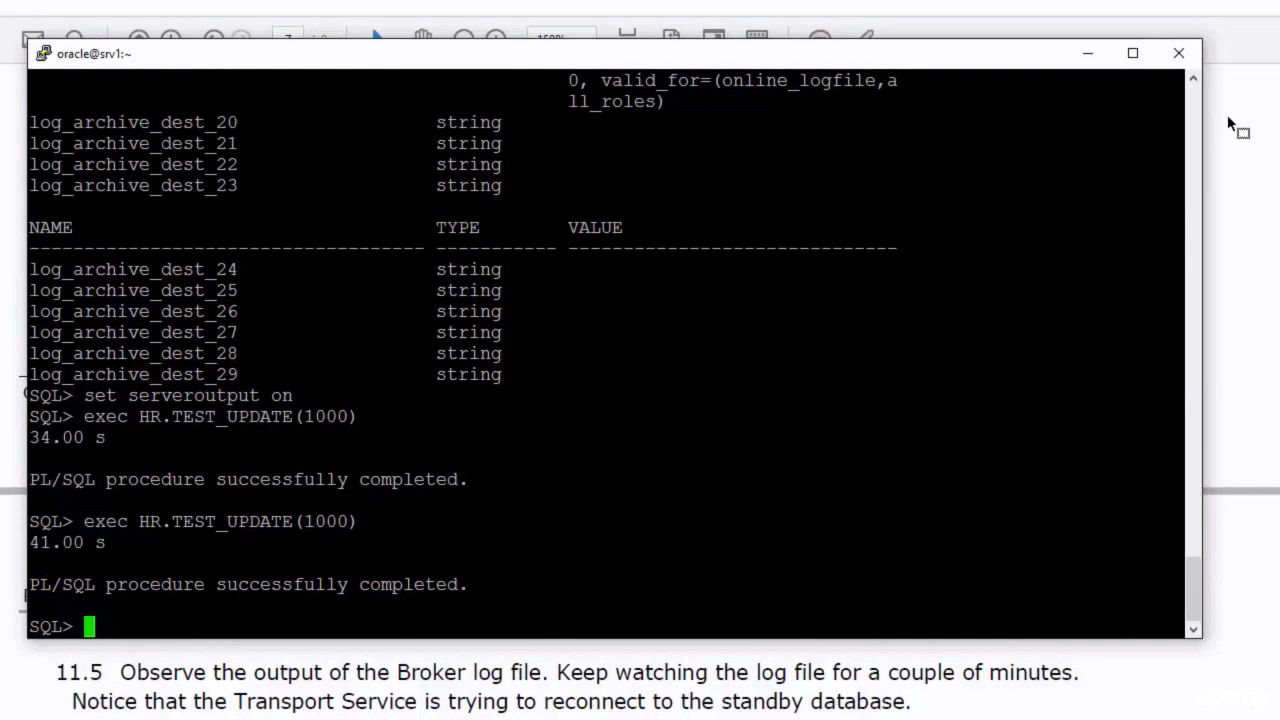 150%
oracle@srv1:~
0, valid_for=(online_logfile,a
ll_roles)
log_archive_dest_20 string
log_archive_dest_21 string
log_archive_dest_22 string
log_archive_dest_23 string
NAME TYPE VALUE
------------------------------------ ----------- ------------------------------
log_archive_dest_24 string
log_archive_dest_25 string
log_archive_dest_26 string
log_archive_dest_27 string
log_archive_dest_28 string
log_archive_dest_29 string
SQL> set serveroutput on
SQL> exec HR.TEST_UPDATE(1000)
34.00 s
PL/SQL procedure successfully completed.
SQL> exec HR.TEST_UPDATE(1000)
41.00 s
PL/SQL procedure successfully completed.
SQL>
11.5 Observe the output of the Broker log file. Keep watching the log file for a couple of minutes.
Notice that the Transport Service is trying to reconnect to the standby database.
udemy